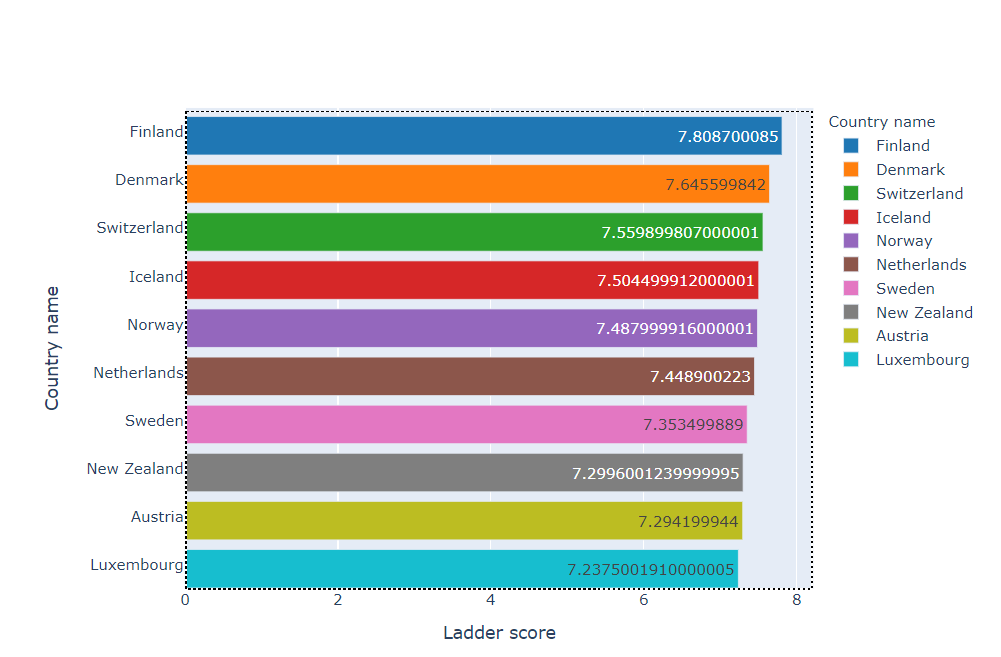 Country name
Finland 7.808700085
Denmark 7.645599842
Switzerland 7.559899807000001
Iceland 7.504499912000001
Norway 7.487999916000001
Netherlands 7.448900223
Sweden 7.353499889
New Zealand 7.2996001239999995
Austria 7.294199944
Luxembourg 7.2375001910000005
0 2 4 6 8
Ladder score
Country name
Finland
Denmark
Switzerland
Iceland
Norway
Netherlands
Sweden
New Zealand
Austria
Luxembourg